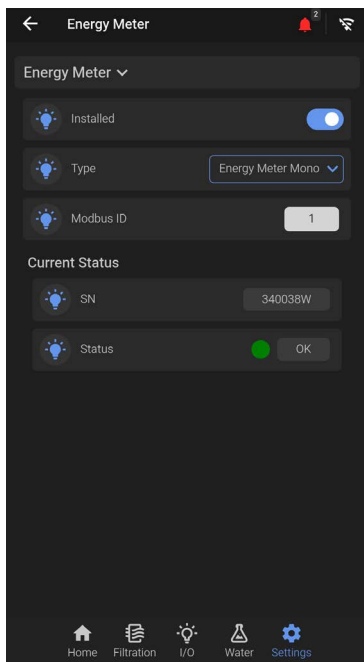 Energy Meter
2
Energy Meter
Installed
Type
Energy Meter Mono
Modbus ID
1
Current Status
SN
340038W
Status
OK
Home
Filtration
I/O
Water
Settings